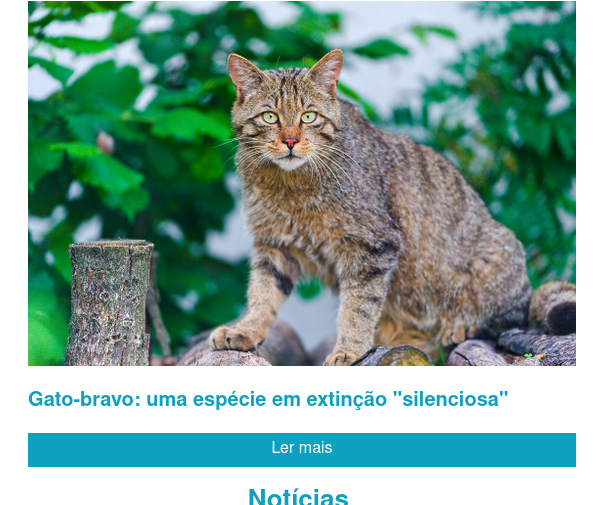 Gato-bravo: uma espécie em extinção "silenciosa"
Ler mais
Notícias